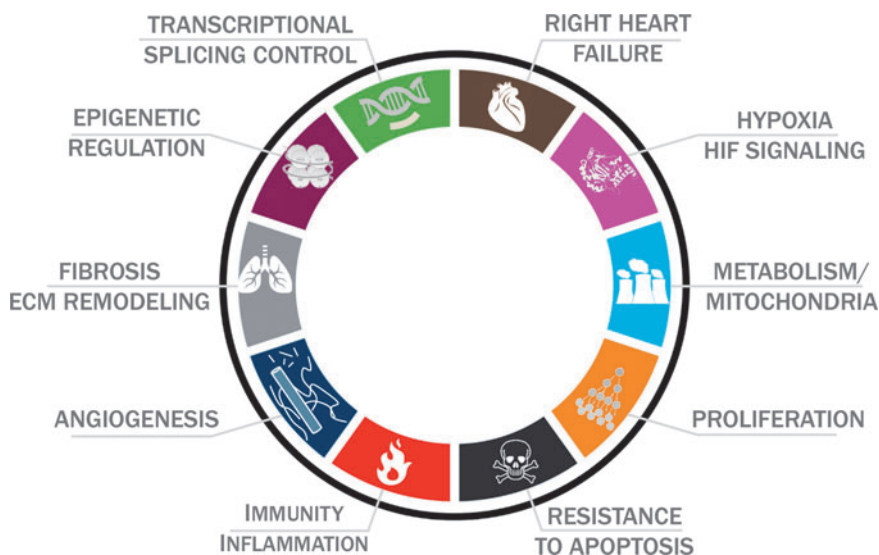 TRANSCRIPTIONAL
SPLICING CONTROL
RIGHT HEART
FAILURE
EPIGENETIC
REGULATION
HYPOXIA
HIF SIGNALING
FIBROSIS
ECM REMODELING
METABOLISM/
MITOCHONDRIA
ANGIOGENESIS
PROLIFERATION
IMMUNITY
INFLAMMATION
RESISTANCE
TO APOPTOSIS